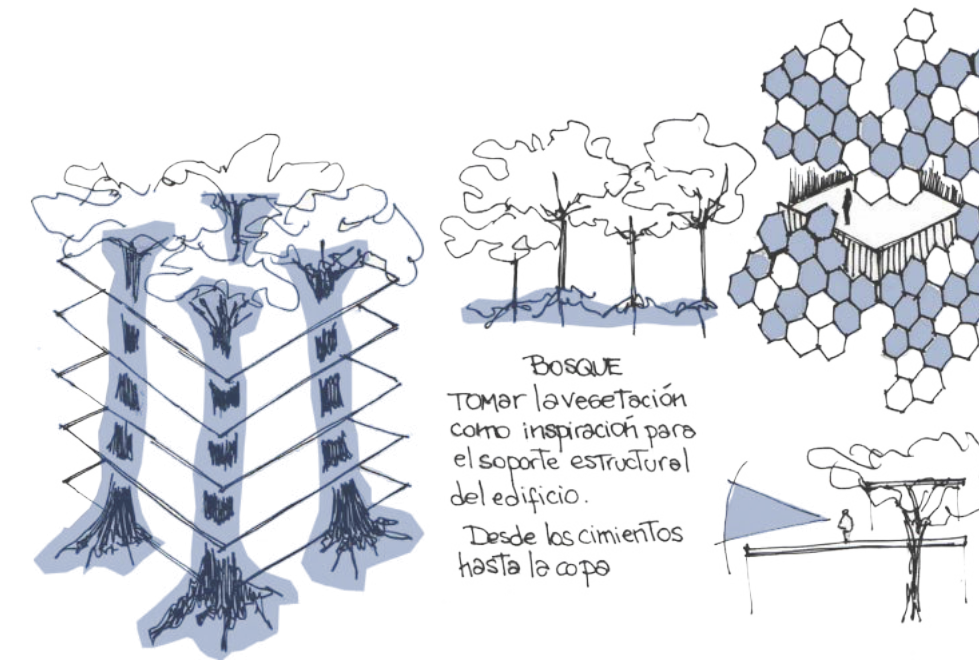 BOSQUE
Tomar la vegetación
como inspiración para
el soporte estructural
del edificio.
Desde los cimientos
hasta la copa